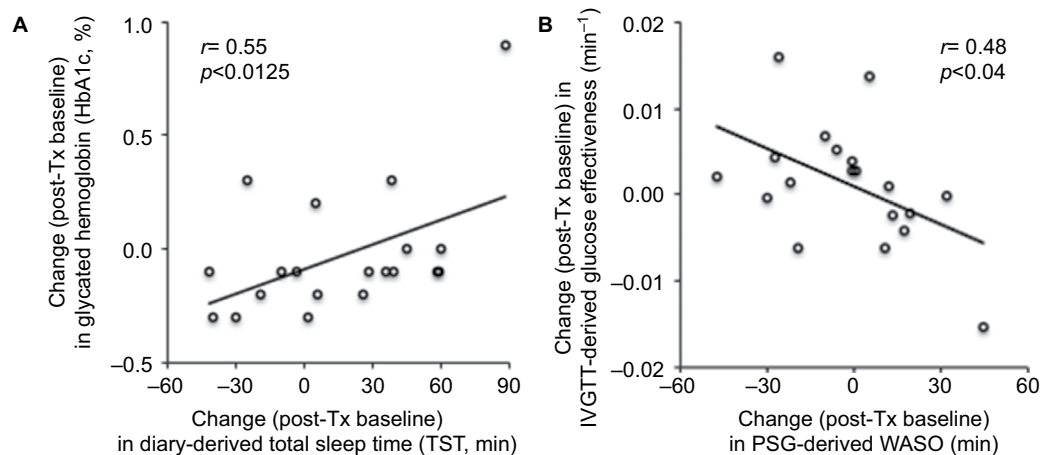 A
r= 0.55
p<0.0125
1.0
0.5
0.0
–0.5
–60
–30
0
30
60
90
Change (post-Tx baseline)
in glycated hemoglobin (HbA1c, %)
Change (post-Tx baseline)
in diary-derived total sleep time (TST, min)
B
r= 0.48
p<0.04
0.02
0.01
0.00
–0.01
–0.02
–60
–30
0
30
60
Change (post-Tx baseline) in
IVGTT-derived glucose effectiveness (min⁻¹)
Change (post-Tx baseline)
in PSG-derived WASO (min)